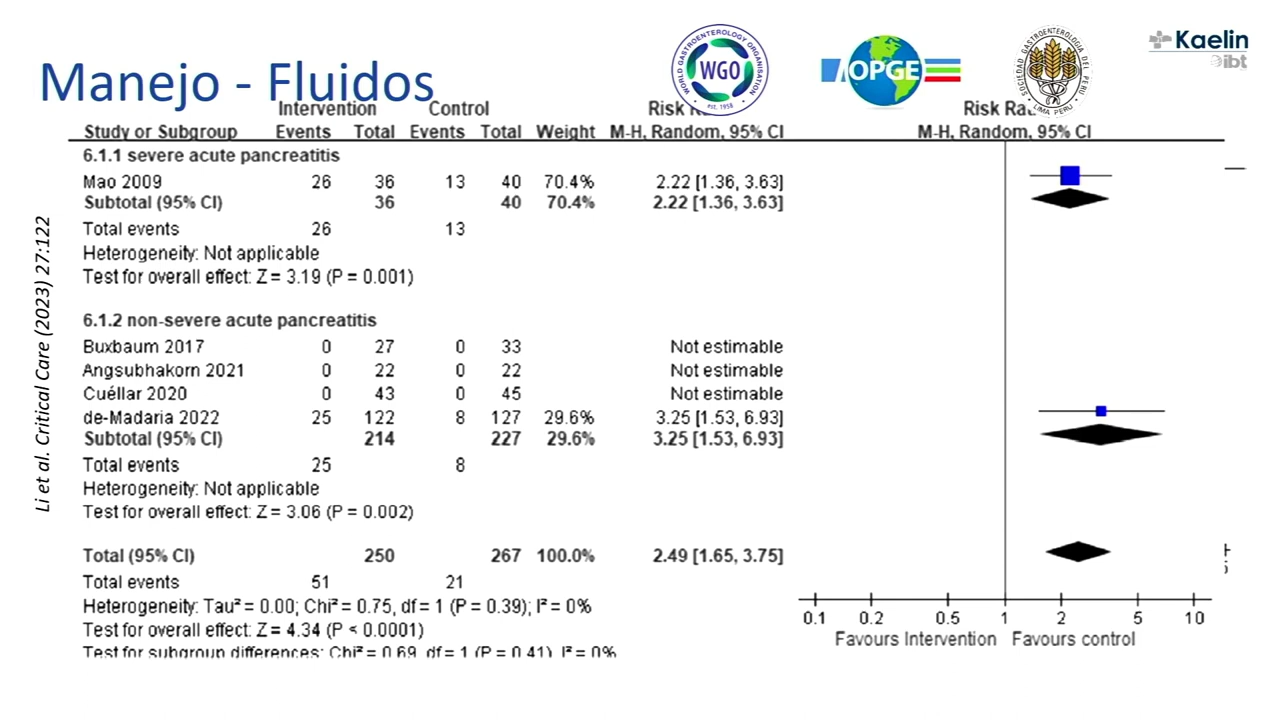 Manejo - Fluidos
WORLD GASTROENTEROLOGY ORGANISATION
WGO
est. 1958
OPGE
SOCIEDAD GASTROENTEROLOGIA DEL PERU
LIMA PERU
Kaelin
ibt
Intervention Control Risk
Study or Subgroup Events Total Events Total Weight M-H, Random, 95% CI M-H, Random, 95% CI
6.1.1 severe acute pancreatitis
Mao 2009 26 36 13 40 70.4% 2.22 [1.36, 3.63]
Subtotal (95% CI) 36 40 70.4% 2.22 [1.36, 3.63]
Total events 26 13
Heterogeneity: Not applicable
Test for overall effect: Z = 3.19 (P = 0.001)
6.1.2 non-severe acute pancreatitis
Buxbaum 2017 0 27 0 33 Not estimable
Angsubhakorn 2021 0 22 0 22 Not estimable
Cuéllar 2020 0 43 0 45 Not estimable
de-Madaria 2022 25 122 8 127 29.6% 3.25 [1.53, 6.93]
Subtotal (95% CI) 214 227 29.6% 3.25 [1.53, 6.93]
Total events 25 8
Heterogeneity: Not applicable
Test for overall effect: Z = 3.06 (P = 0.002)
Total (95% CI) 250 267 100.0% 2.49 [1.65, 3.75]
Total events 51 21
Heterogeneity: Tau² = 0.00; Chi² = 0.75, df = 1 (P = 0.39); I² = 0%
Test for overall effect: Z = 4.34 (P < 0.0001)
Test for subgroup differences: Chi² = 0.69, df = 1 (P = 0.41), I² = 0%
0.1 0.2 0.5 1 2 5 10
Favours Intervention Favours control
Li et al. Critical Care (2023) 27:122